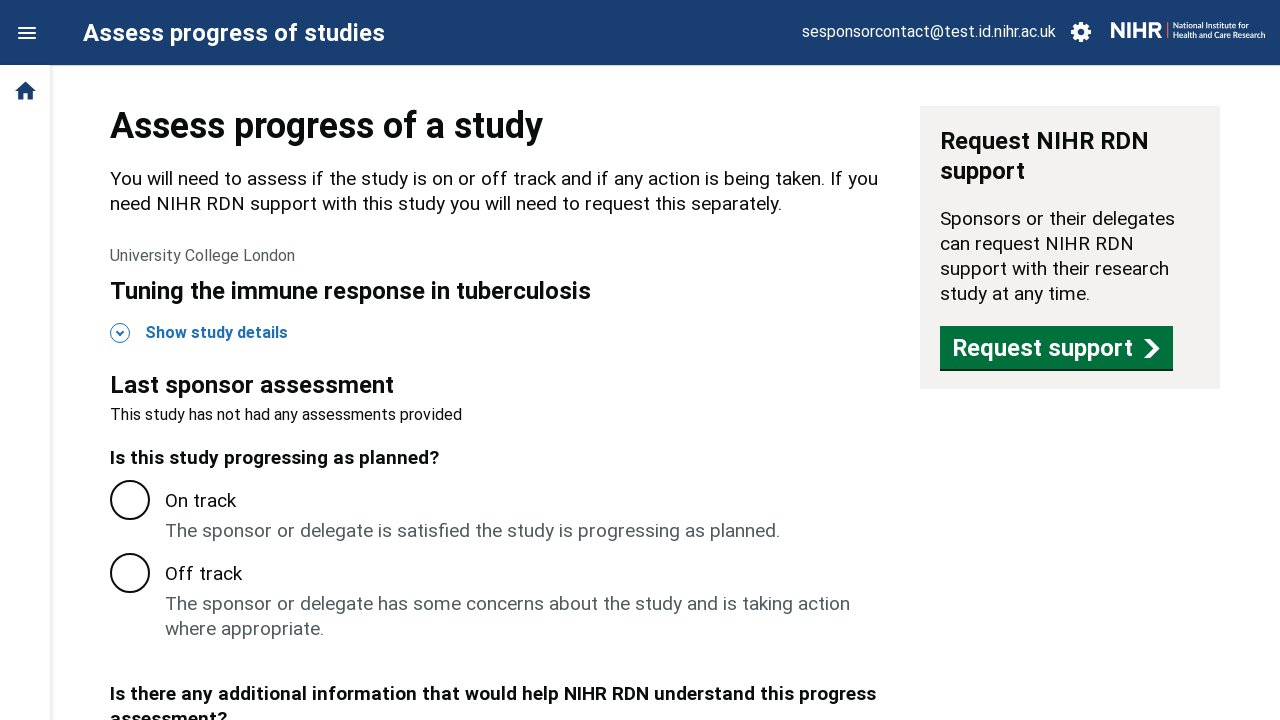 Assess progress of studies
sesponsorcontact@test.id.nihr.ac.uk
NIHR
National Institute for
Health and Care Research
Assess progress of a study
You will need to assess if the study is on or off track and if any action is being taken. If you
need NIHR RDN support with this study you will need to request this separately.
University College London
Tuning the immune response in tuberculosis
Show study details
Last sponsor assessment
This study has not had any assessments provided
Is this study progressing as planned?
On track
The sponsor or delegate is satisfied the study is progressing as planned.
Off track
The sponsor or delegate has some concerns about the study and is taking action
where appropriate.
Is there any additional information that would help NIHR RDN understand this progress
assessment?
Request NIHR RDN
support
Sponsors or their delegates
can request NIHR RDN
support with their research
study at any time.
Request support